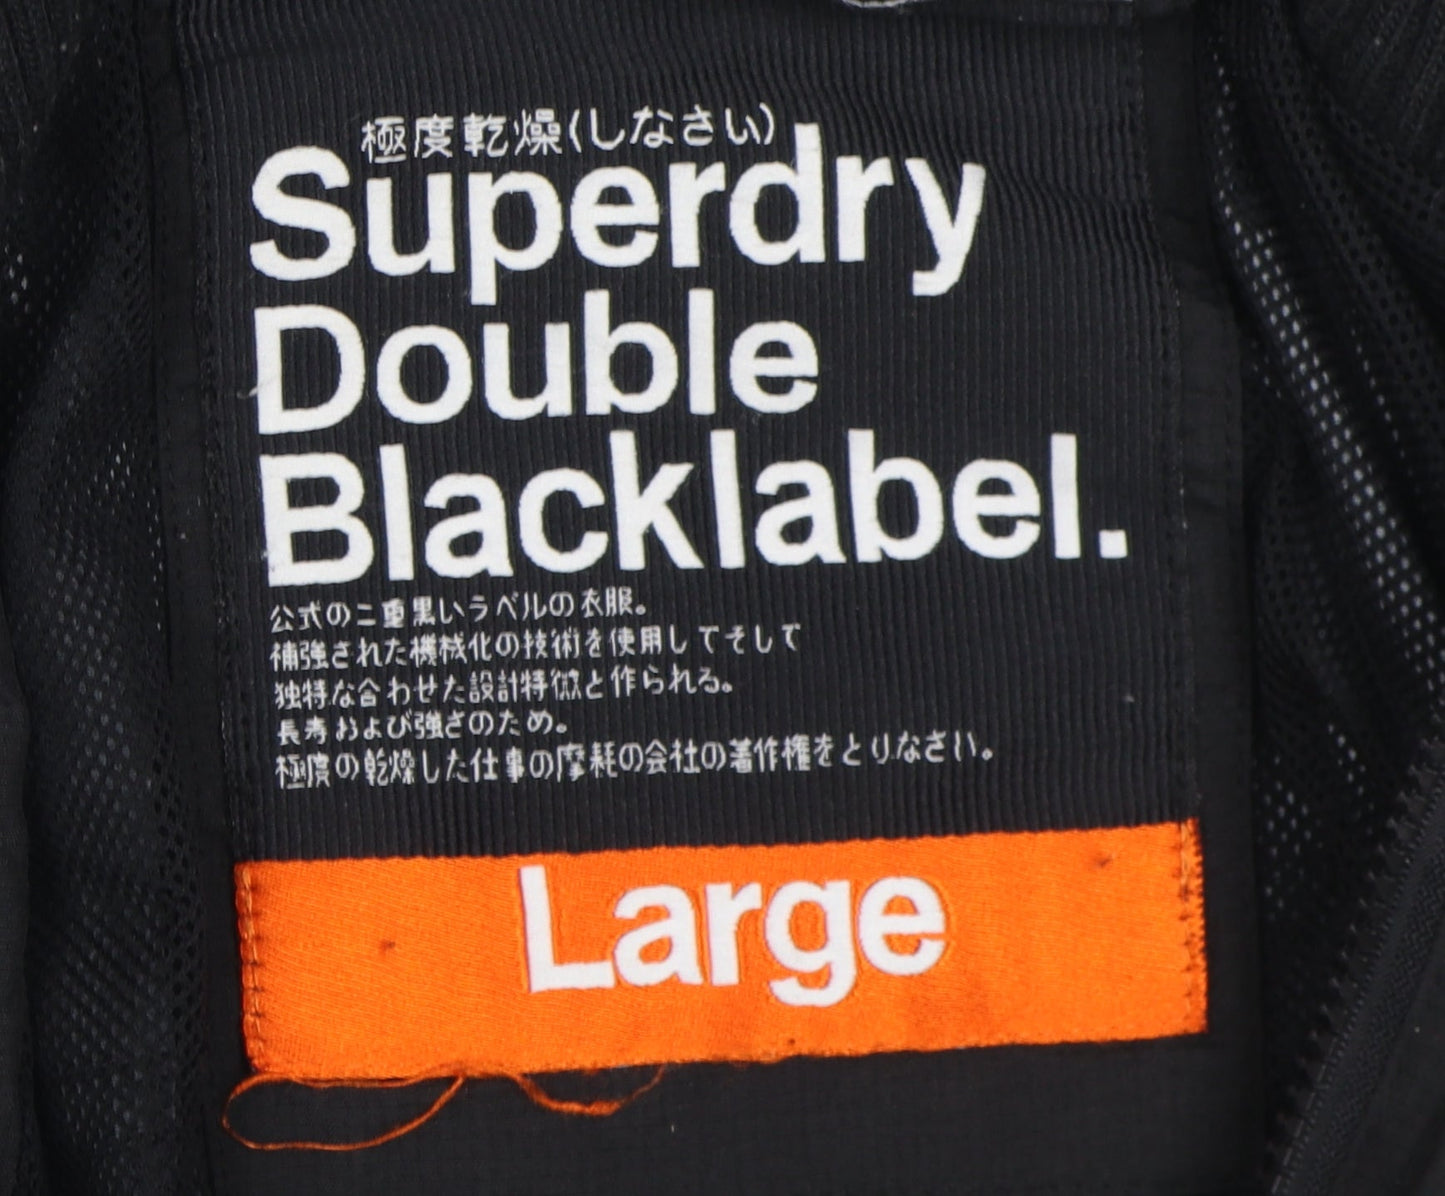 極度乾燥(しなさい)
Superdry
Double
Blacklabel.
公式の二重黒いラベルの衣服。
補強された機械化の技術を使用してそして
独特な合わせた設計特徴と作られる。
長寿および強さのため。
極度の乾燥した仕事の摩耗の会社の著作権をとりなさい。
Large